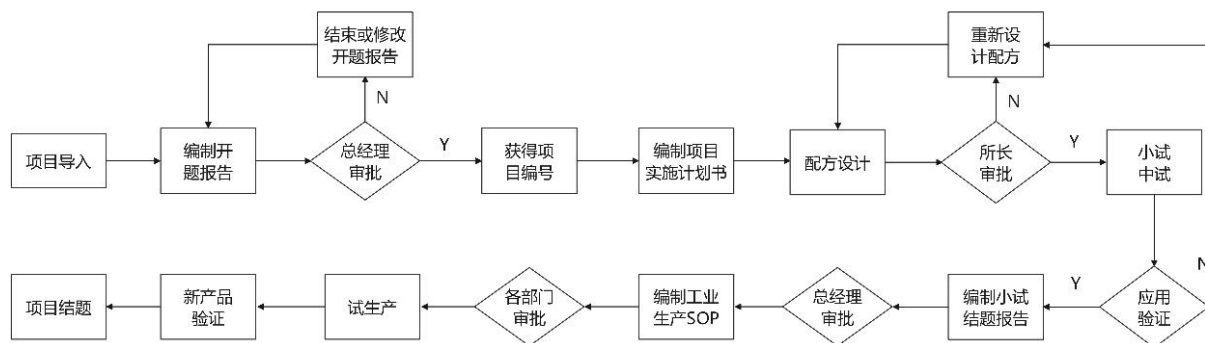 结束或修改
开题报告
重新设
计配方
N
N
项目导入
编制开
题报告
总经理
审批
Y
获得项
目编号
编制项目
实施计划书
配方设计
所长
审批
Y
小试
中试
项目结题
新产品
验证
试生产
各部门
审批
编制工业
生产SOP
总经理
审批
编制小试
结题报告
Y
应用
验证
N